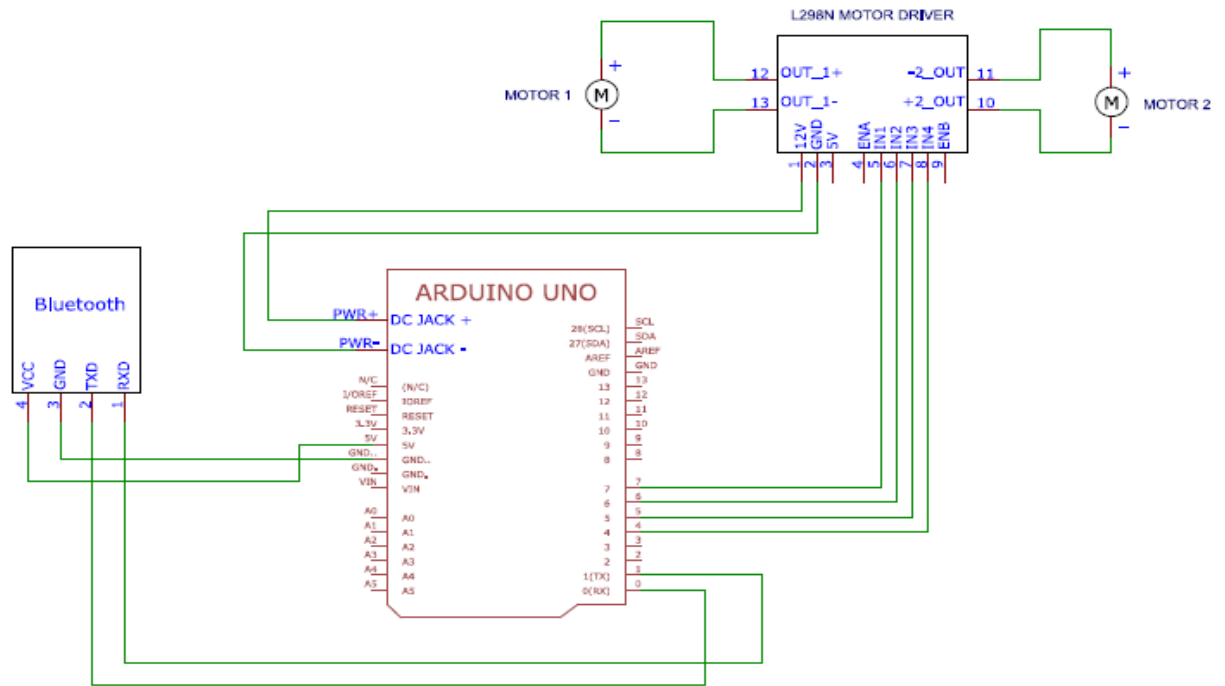 L298N MOTOR DRIVER
MOTOR 1
+
M
-
12 OUT_1+
13 OUT_1-
-2_OUT 11
+2_OUT 10
12V GND 5V ENA IN1 IN2 IN3 IN4 ENB
1 2 3 4 5 6 7 8 9
+
M
-
MOTOR 2
Bluetooth
VCC GND TXD RXD
4 3 2 1
ARDUINO UNO
PWR+ DC JACK +
PWR- DC JACK -
28(SCL) SCL
27(SDA) SDA
AREF AREF
GND GND
13 13
12 12
11 11
10 10
9 9
8 8
7 7
6 6
5 5
4 4
3 3
2 2
1(TX) 1
0(RX) 0
N/C (N/C)
I/OREF IOREF
RESET RESET
3.3V 3.3V
5V 5V
GND.. GND..
GND. GND.
VIN VIN
A0 A0
A1 A1
A2 A2
A3 A3
A4 A4
A5 A5